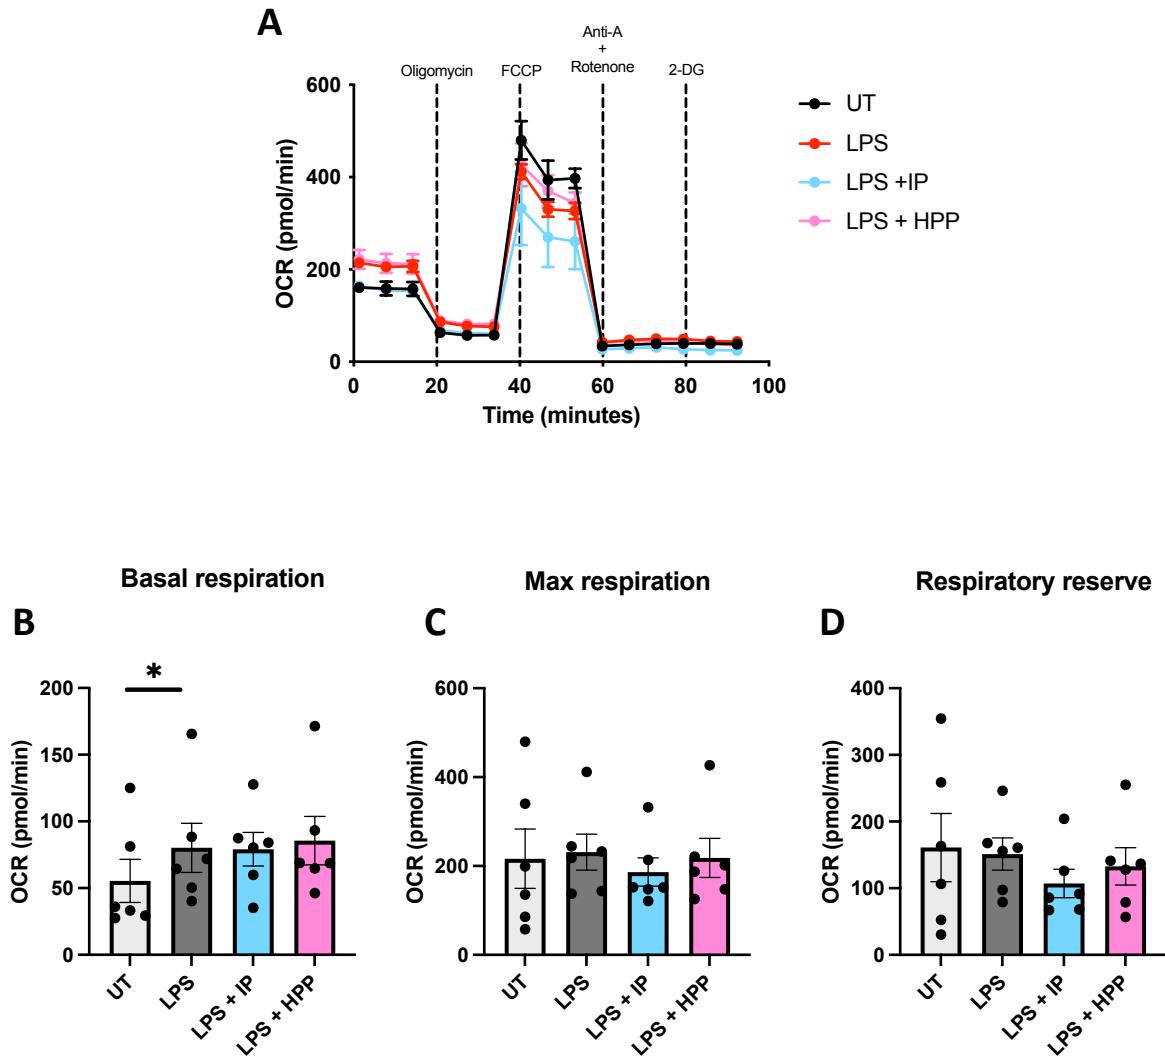 A
Anti-A
+
Rotenone
Oligomycin
FCCP
2-DG
600
400
200
0
OCR (pmol/min)
0 20 40 60 80 100
Time (minutes)
UT
LPS
LPS +IP
LPS + HPP
Basal respiration
B
*
200
150
100
50
0
OCR (pmol/min)
UT
LPS
LPS + IP
LPS + HPP
Max respiration
C
600
400
200
0
OCR (pmol/min)
UT
LPS
LPS + IP
LPS + HPP
Respiratory reserve
D
400
300
200
100
0
OCR (pmol/min)
UT
LPS
LPS + IP
LPS + HPP